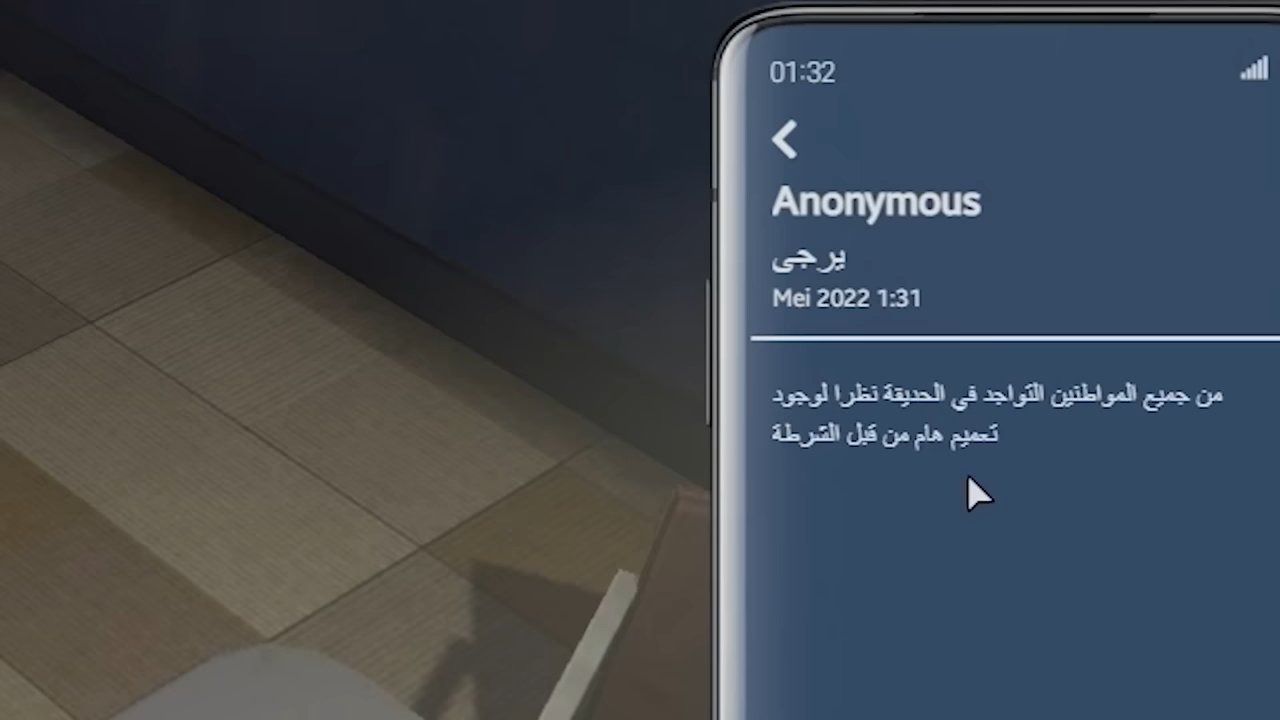 01:32
Anonymous
يرجى
Mei 2022 1:31
من جميع المواطنين التواجد في الحديقة نظرا لوجود
تعميم هام من قبل الشرطة